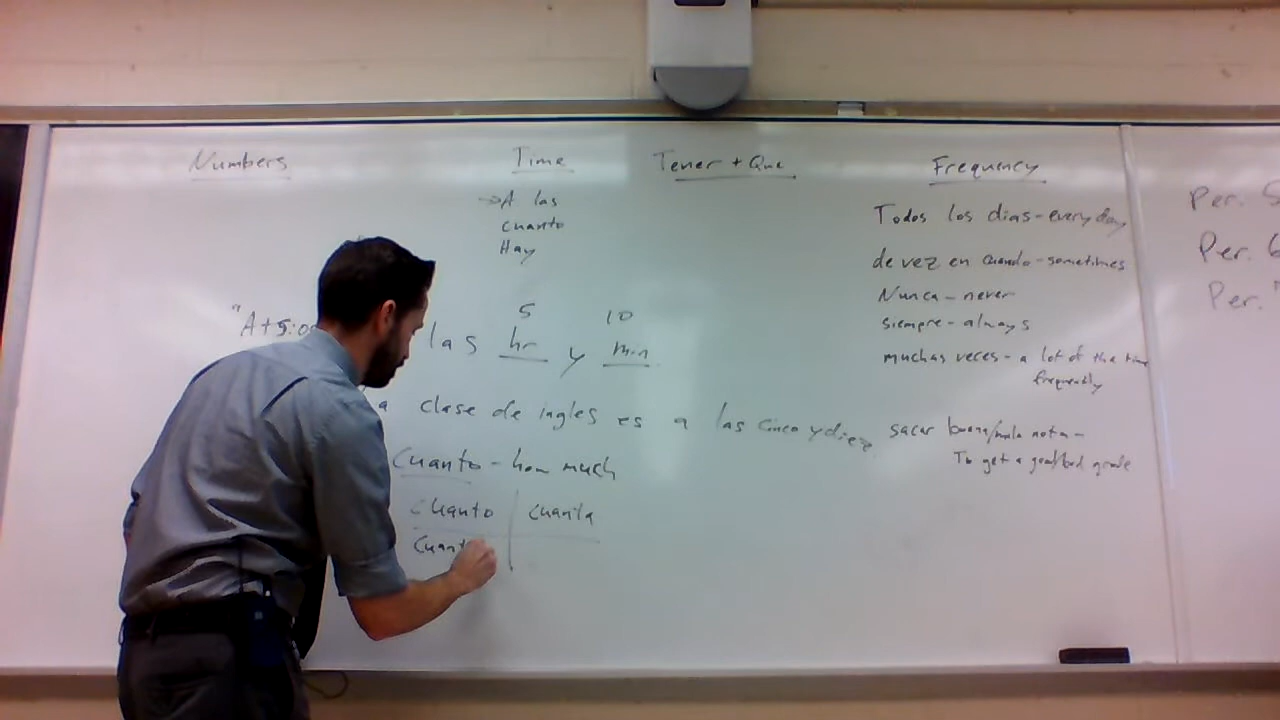 Numbers
Time
Tener + Que
Frequency
A las
cuanto
Hay
Todos los dias - everyday
de vez en cuando - sometimes
Nunca - never
siempre - always
muchas veces - a lot of the time
frequently
sacar buena/mala nota -
To get a good/bad grade
5 10
"At 5:0
las hr y min.
a clase de ingles es a las cinco y diez
Cuanto - how much
Cuanto Cuanta
Cuant
Per.
Per. 6
Per.